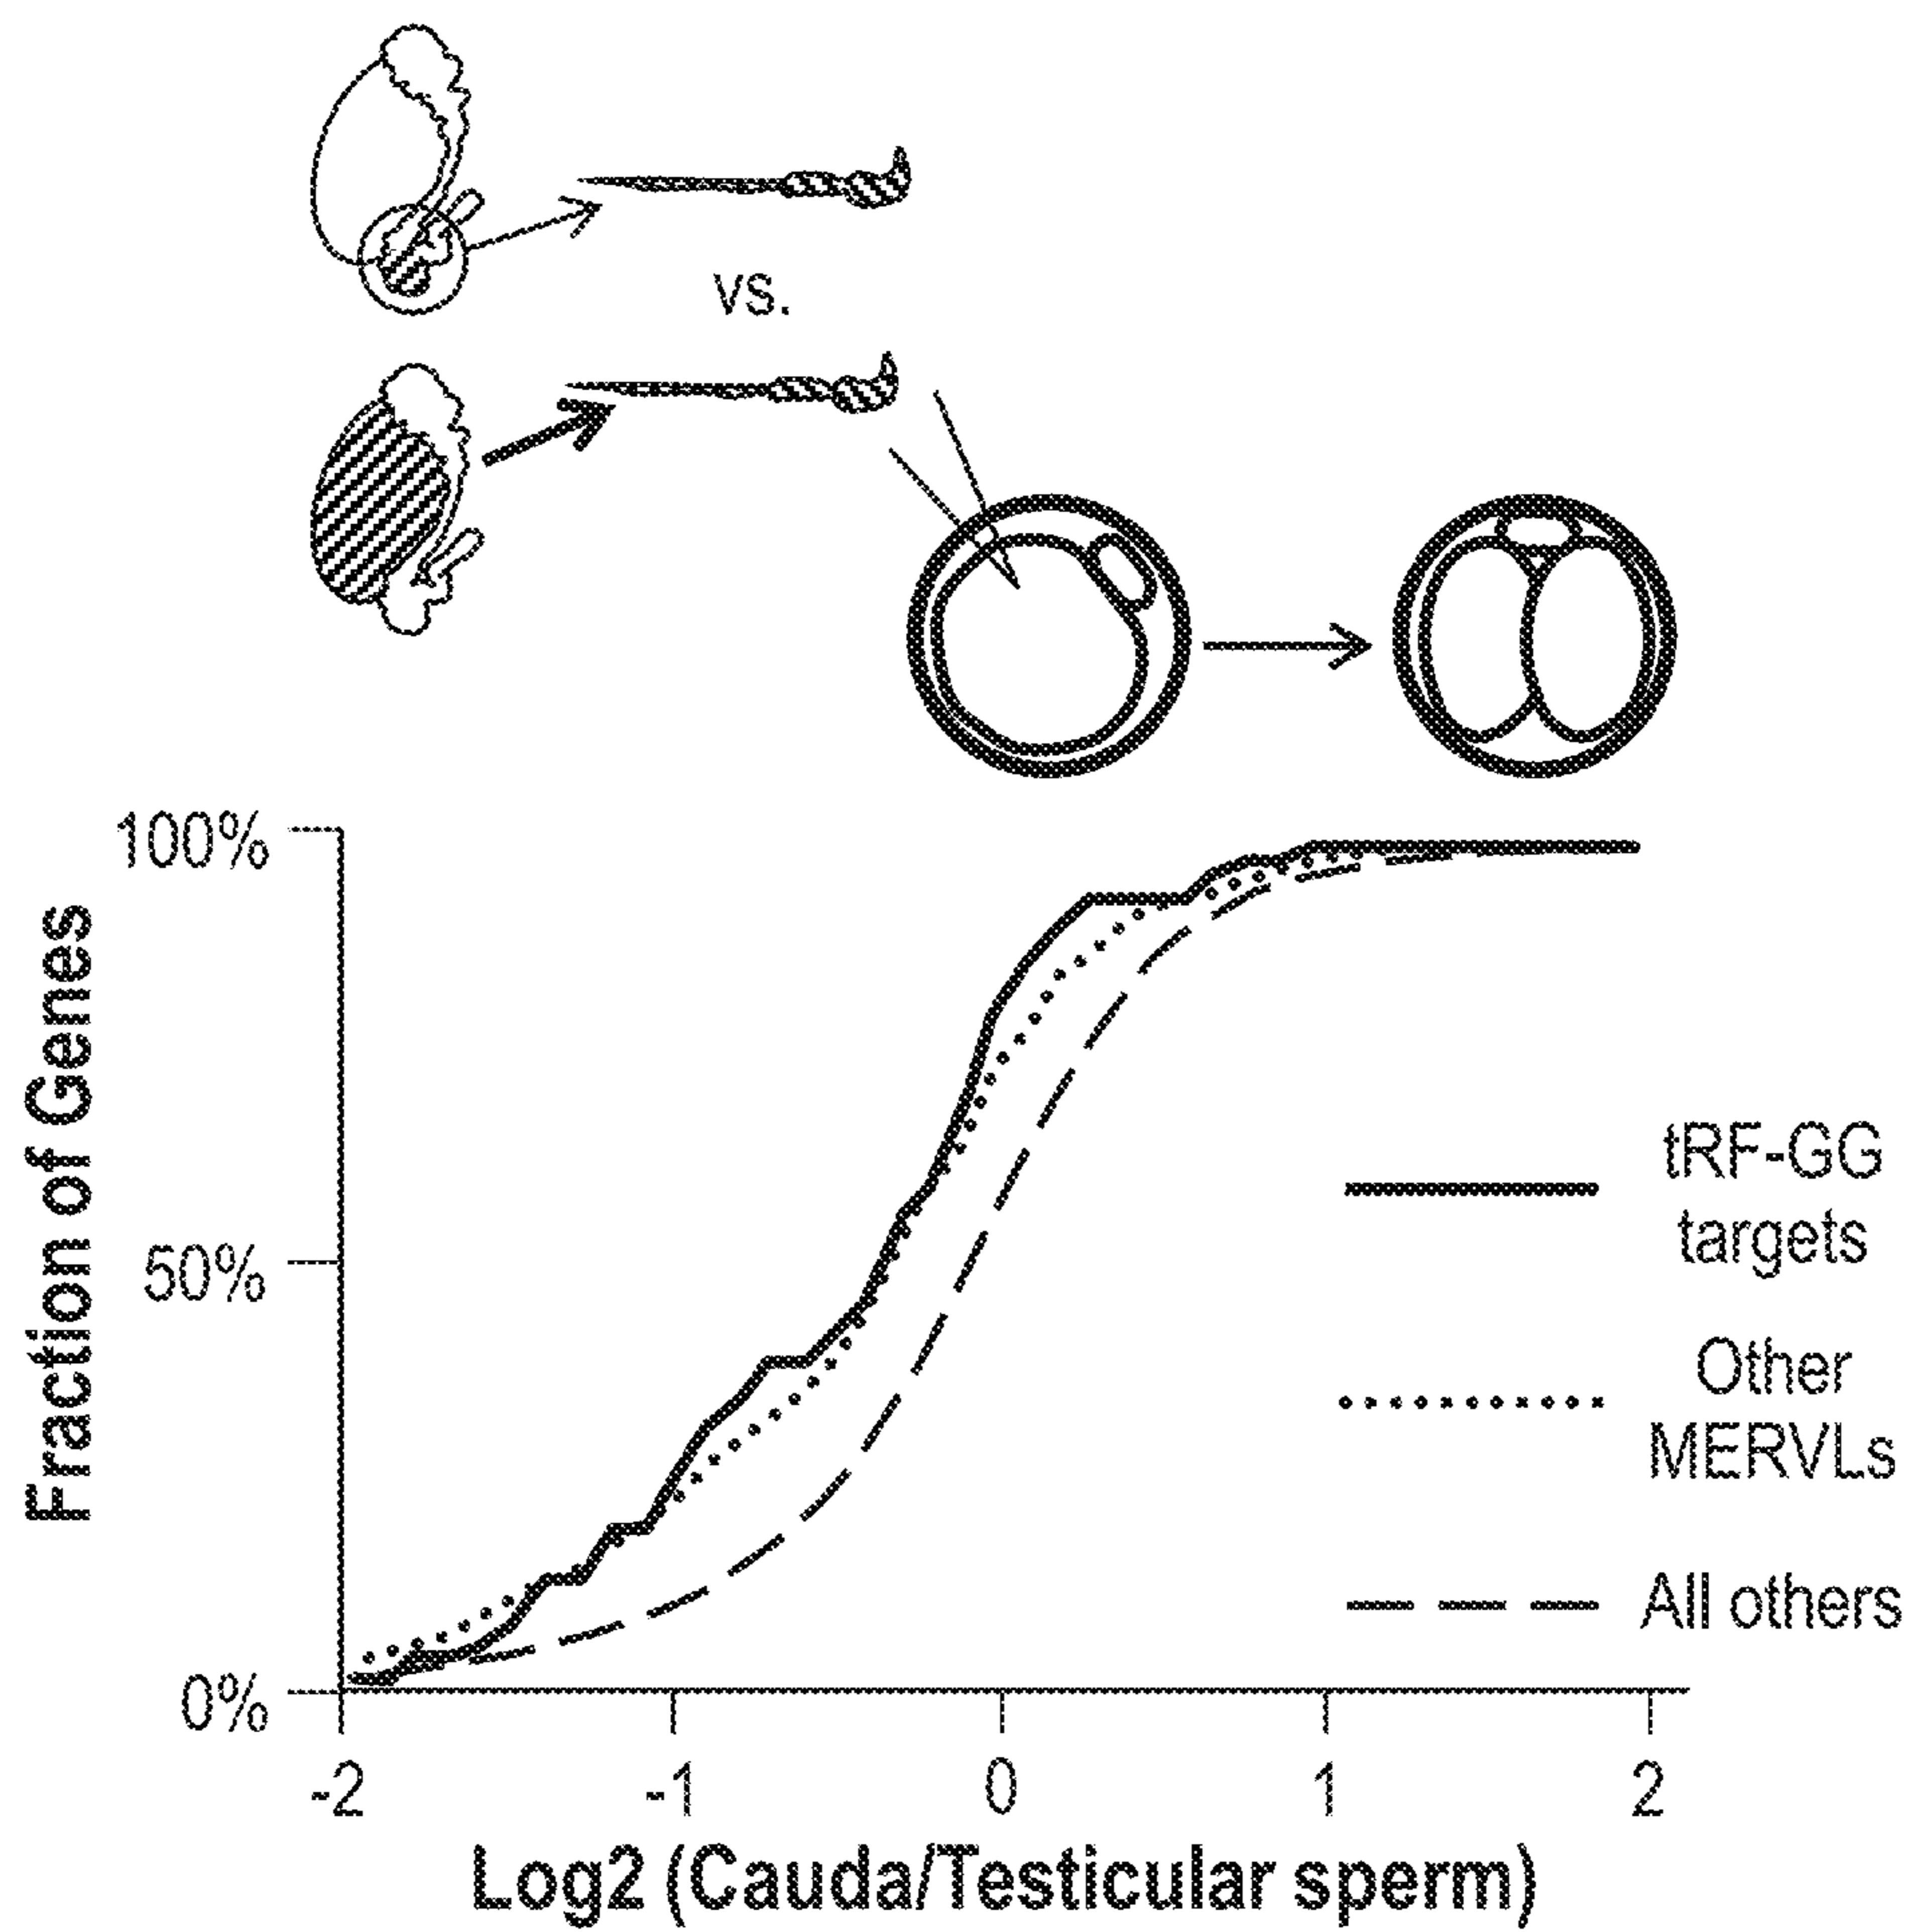 vs.
100%
50%
0%
Fraction of Genes
tRF-GG
targets
Other
MERVLs
All others
-2
-1
0
1
2
Log2 (Cauda/Testicular sperm)